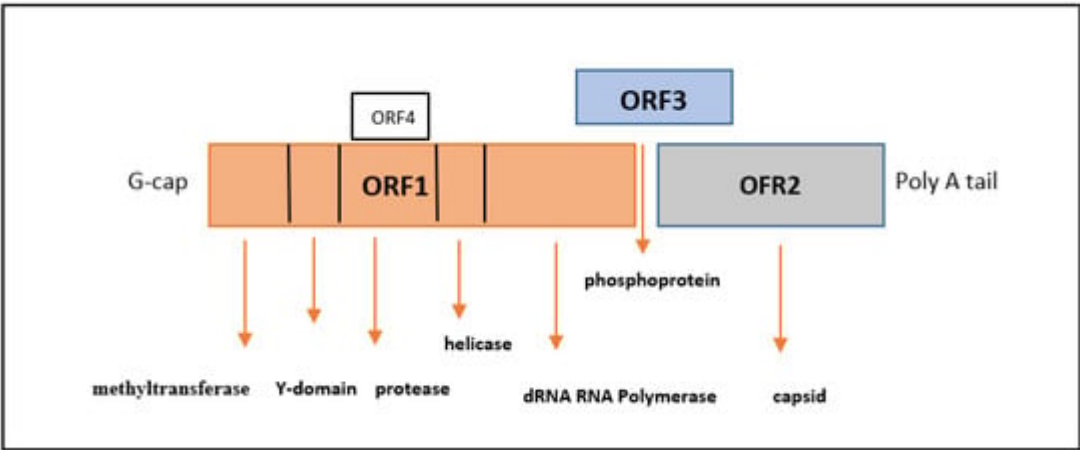 ORF3
ORF4
G-cap
ORF1
OFR2
Poly A tail
phosphoprotein
helicase
methyltransferase
Y-domain
protease
dRNA RNA Polymerase
capsid